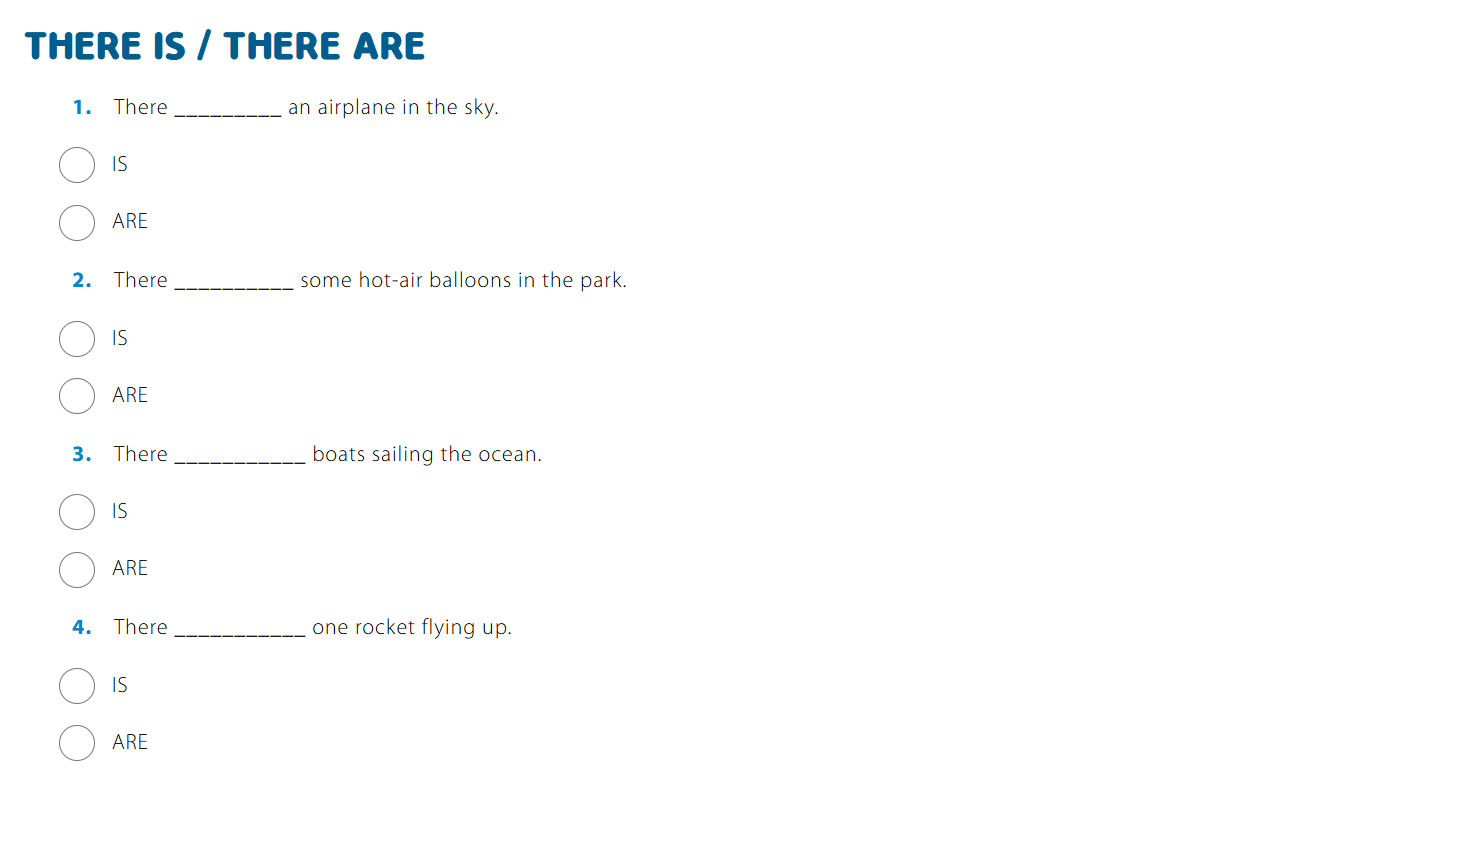 THERE IS / THERE ARE
1. There _________ an airplane in the sky.
IS
ARE
2. There __________ some hot-air balloons in the park.
IS
ARE
3. There ___________ boats sailing the ocean.
IS
ARE
4. There ___________ one rocket flying up.
IS
ARE